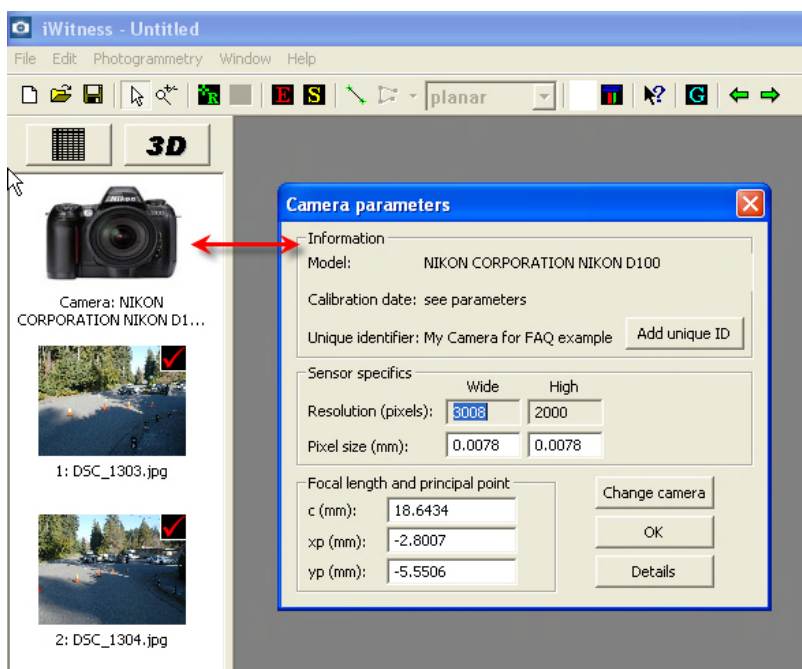 iWitness - Untitled
File Edit Photogrammetry Window Help
R E S planar G
3D
Nikon
Camera: NIKON
CORPORATION NIKON D1...
1: DSC_1303.jpg
2: DSC_1304.jpg
Camera parameters
Information
Model: NIKON CORPORATION NIKON D100
Calibration date: see parameters
Unique identifier: My Camera for FAQ example Add unique ID
Sensor specifics
Wide High
Resolution (pixels): 3008 2000
Pixel size (mm): 0.0078 0.0078
Focal length and principal point
c (mm): 18.6434
xp (mm): -2.8007
yp (mm): -5.5506
Change camera
OK
Details